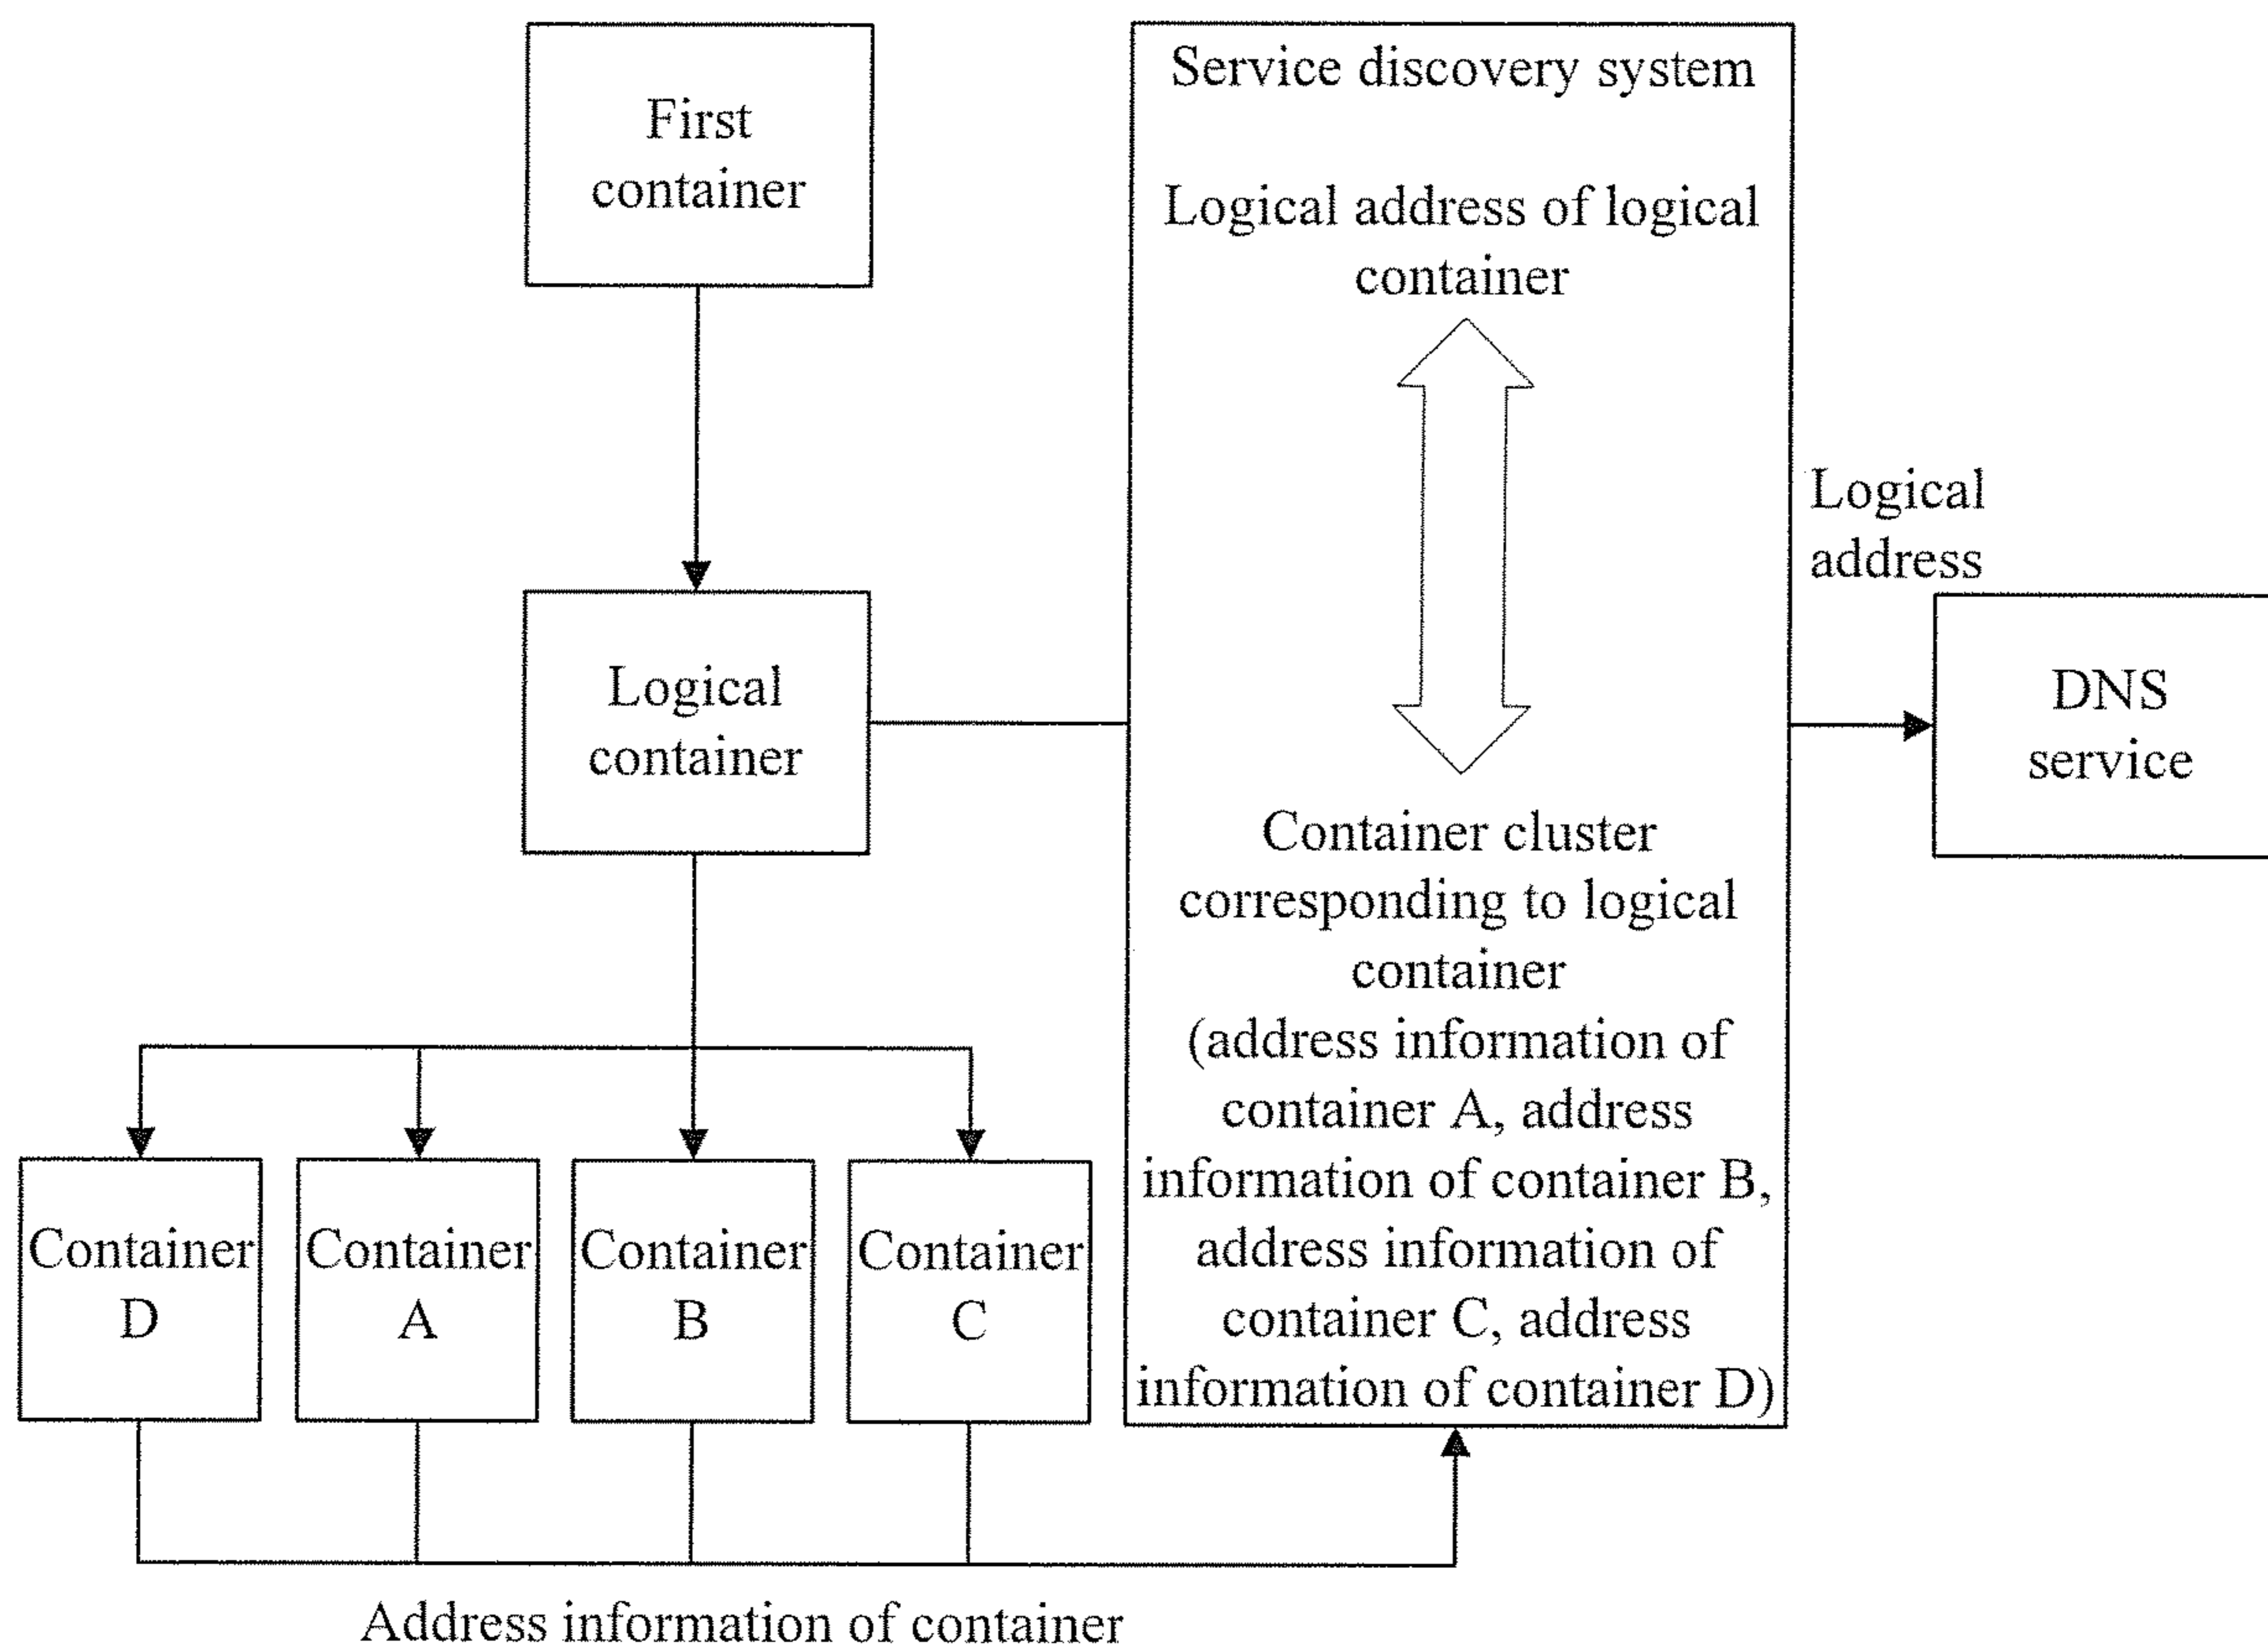 First
container
Service discovery system
Logical address of logical
container
Logical
address
Logical
container
DNS
service
Container cluster
corresponding to logical
container
(address information of
container A, address
information of container B,
address information of
container C, address
information of container D)
Container
D
Container
A
Container
B
Container
C
Address information of container